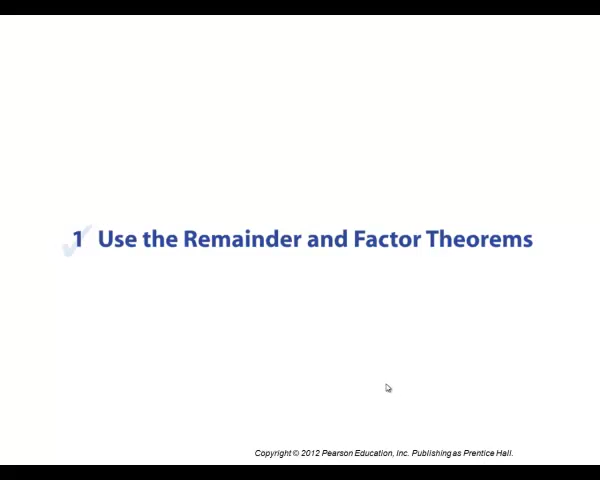 1 Use the Remainder and Factor Theorems
Copyright © 2012 Pearson Education, Inc. Publishing as Prentice Hall.